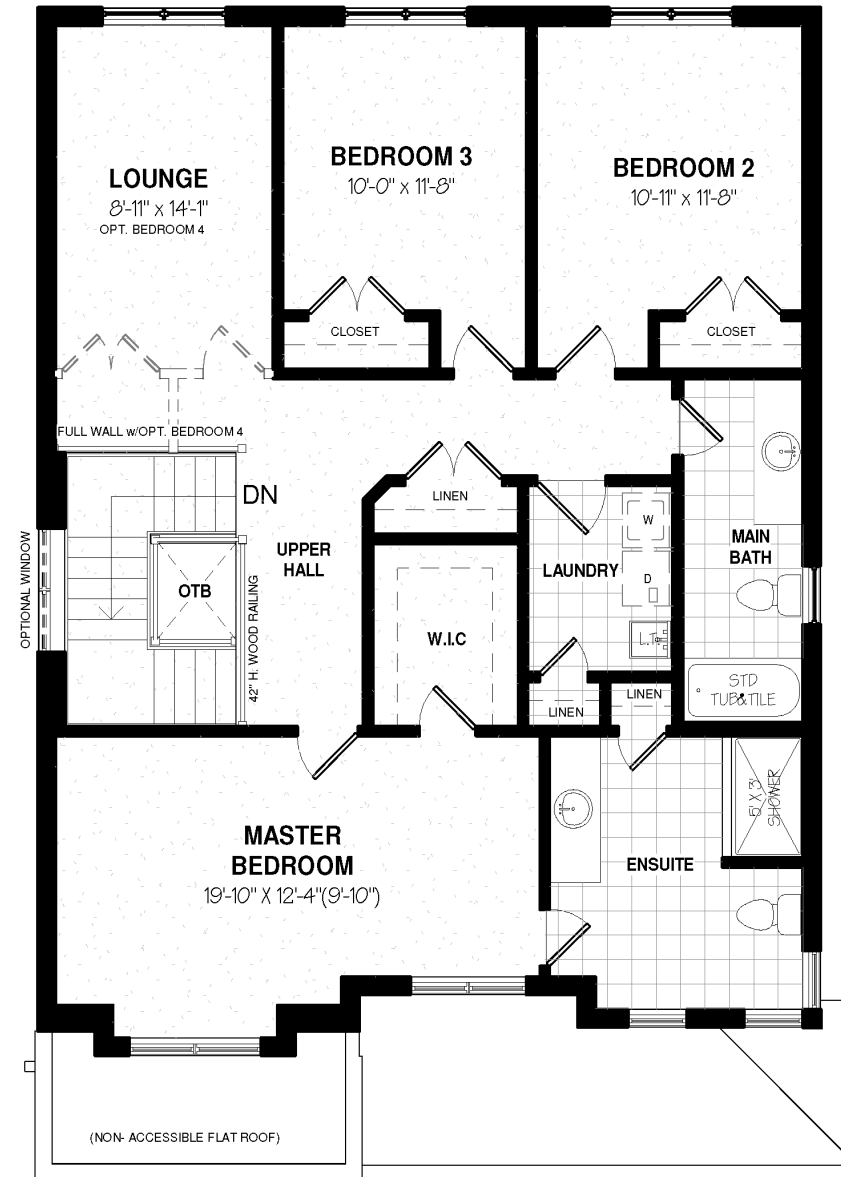 LOUNGE
8'-11" x 14'-1"
OPT. BEDROOM 4
BEDROOM 3
10'-0" x 11'-8"
BEDROOM 2
10'-11" x 11'-8"
CLOSET
CLOSET
FULL WALL w/OPT. BEDROOM 4
DN
LINEN
W
UPPER
HALL
OPTIONAL WINDOW
OTB
42" H. WOOD RAILING
W.I.C
LAUNDRY
D
L.T.
MAIN
BATH
STD
TUB&TILE
LINEN
LINEN
MASTER
BEDROOM
19'-10" X 12'-4"(9-10")
5' X 3'
SHOWER
ENSUITE
(NON- ACCESSIBLE FLAT ROOF)